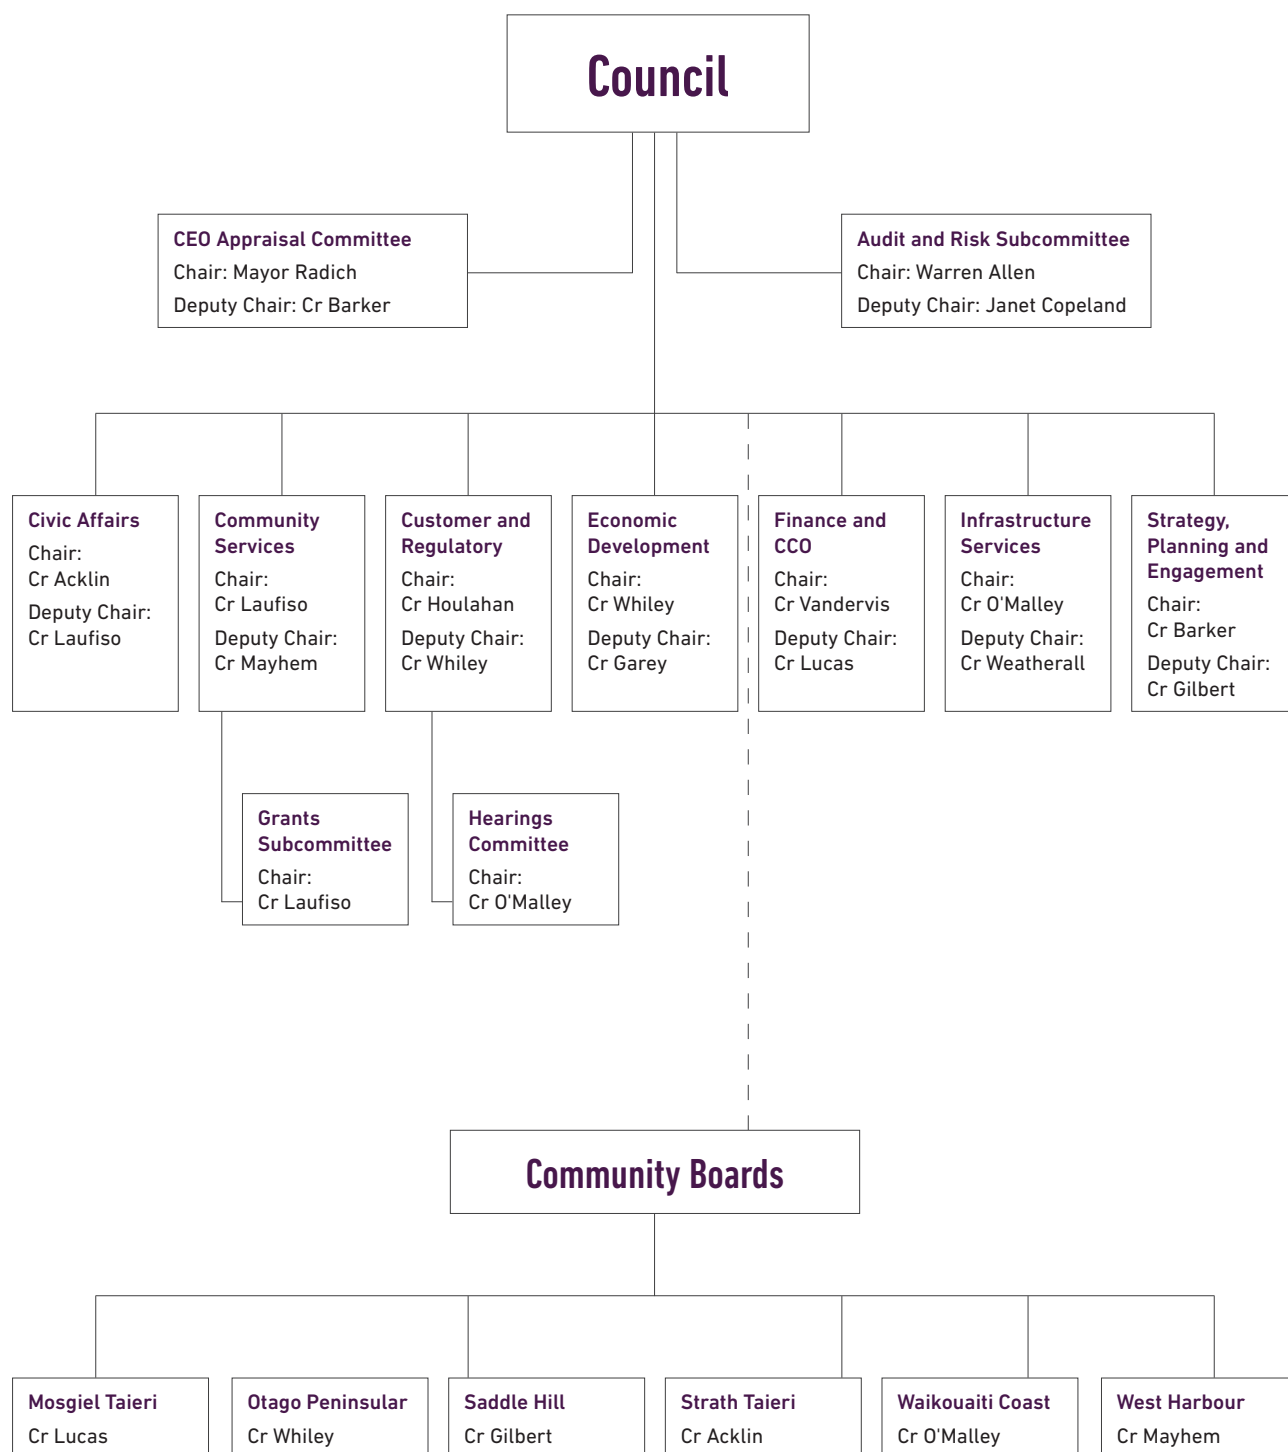 Council
CEO Appraisal Committee
Chair: Mayor Radich
Deputy Chair: Cr Barker
Audit and Risk Subcommittee
Chair: Warren Allen
Deputy Chair: Janet Copeland
Civic Affairs
Chair:
Cr Acklin
Deputy Chair:
Cr Laufiso
Community
Services
Chair:
Cr Laufiso
Deputy Chair:
Cr Mayhem
Customer and
Regulatory
Chair:
Cr Houlahan
Deputy Chair:
Cr Whiley
Economic
Development
Chair:
Cr Whiley
Deputy Chair:
Cr Garey
Finance and
CCO
Chair:
Cr Vandervis
Deputy Chair:
Cr Lucas
Infrastructure
Services
Chair:
Cr O'Malley
Deputy Chair:
Cr Weatherall
Strategy,
Planning and
Engagement
Chair:
Cr Barker
Deputy Chair:
Cr Gilbert
Grants
Subcommittee
Chair:
Cr Laufiso
Hearings
Committee
Chair:
Cr O'Malley
Community Boards
Mosgiel Taieri
Cr Lucas
Otago Peninsular
Cr Whiley
Saddle Hill
Cr Gilbert
Strath Taieri
Cr Acklin
Waikouaiti Coast
Cr O'Malley
West Harbour
Cr Mayhem